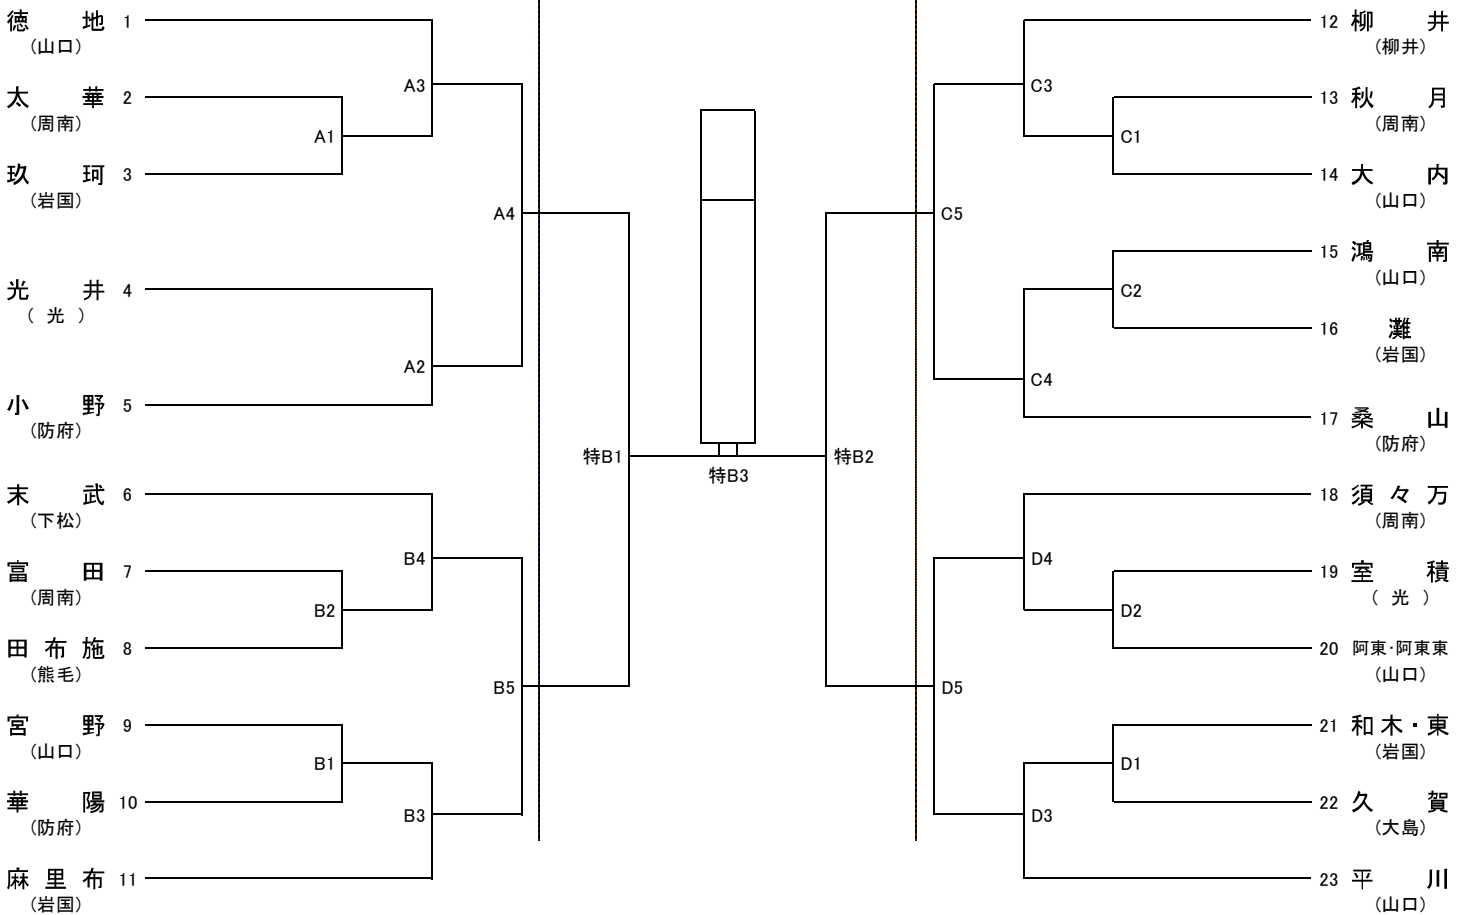 徳地 1
(山口)
太華 2
(周南)
玖珂 3
(岩国)
光井 4
( 光 )
小野 5
(防府)
末武 6
(下松)
富田 7
(周南)
田布施 8
(熊毛)
宮野 9
(山口)
華陽 10
(防府)
麻里布 11
(岩国)
A1
A3
A2
A4
B2
B4
B1
B3
B5
特B1
特B3
特B2
C3
C1
C5
C2
C4
D4
D2
D5
D1
D3
12 柳井
(柳井)
13 秋月
(周南)
14 大内
(山口)
15 鴻南
(山口)
16 灘
(岩国)
17 桑山
(防府)
18 須々万
(周南)
19 室積
( 光 )
20 阿東・阿東東
(山口)
21 和木・東
(岩国)
22 久賀
(大島)
23 平川
(山口)